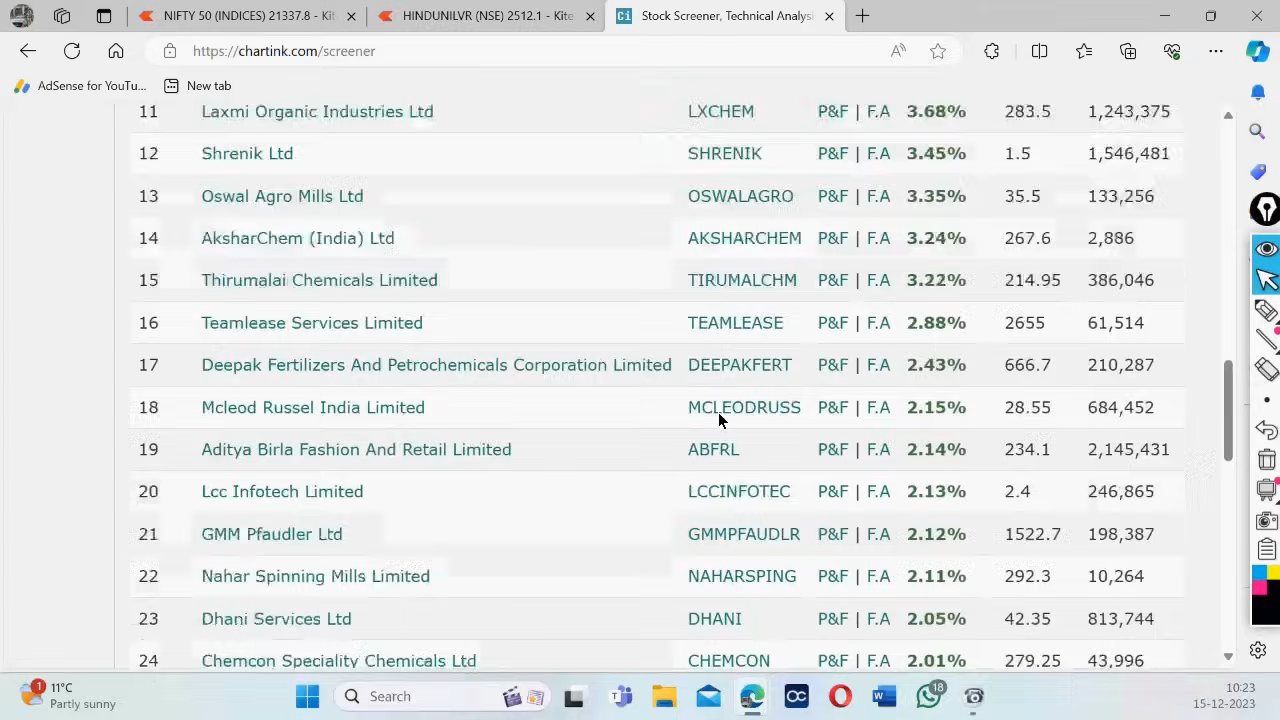 NIFTY 50 (INDICES) 21337.8 - Kit
HINDUNILVR (NSE) 2512.1 - Kite
Stock Screener, Technical Analysi
https://chartink.com/screener
AdSense for YouTu...
New tab
11 Laxmi Organic Industries Ltd LXCHEM P&F | F.A 3.68% 283.5 1,243,375
12 Shrenik Ltd SHRENIK P&F | F.A 3.45% 1.5 1,546,481
13 Oswal Agro Mills Ltd OSWALAGRO P&F | F.A 3.35% 35.5 133,256
14 AksharChem (India) Ltd AKSHARCHEM P&F | F.A 3.24% 267.6 2,886
15 Thirumalai Chemicals Limited TIRUMALCHM P&F | F.A 3.22% 214.95 386,046
16 Teamlease Services Limited TEAMLEASE P&F | F.A 2.88% 2655 61,514
17 Deepak Fertilizers And Petrochemicals Corporation Limited DEEPAKFERT P&F | F.A 2.43% 666.7 210,287
18 Mcleod Russel India Limited MCLEODRUSS P&F | F.A 2.15% 28.55 684,452
19 Aditya Birla Fashion And Retail Limited ABFRL P&F | F.A 2.14% 234.1 2,145,431
20 Lcc Infotech Limited LCCINFOTEC P&F | F.A 2.13% 2.4 246,865
21 GMM Pfaudler Ltd GMMPFAUDLR P&F | F.A 2.12% 1522.7 198,387
22 Nahar Spinning Mills Limited NAHARSPING P&F | F.A 2.11% 292.3 10,264
23 Dhani Services Ltd DHANI P&F | F.A 2.05% 42.35 813,744
24 Chemcon Speciality Chemicals Ltd CHEMCON P&F | F.A 2.01% 279.25 43,996
1
11°C
Partly sunny
Search
18
10:23
15-12-2023